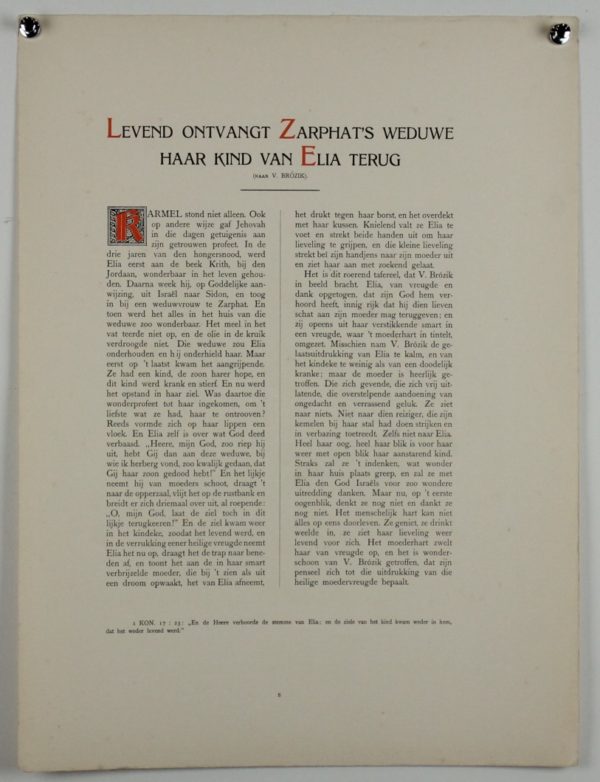 LEVEND ONTVANGT ZARPHAT'S WEDUWE
HAAR KIND VAN ELIA TERUG
(NAAR V. BRÓZIK).
KARMEL stond niet alleen. Ook
op andere wijze gaf Jehovah
in die dagen getuigenis aan
zijn getrouwen profeet. In de
drie jaren van den hongersnood, werd
Elia eerst aan de beek Krith, bij den
Jordaan, wonderbaar in het leven gehou-
den. Daarna week hij, op Goddelijke aan-
wijzing, uit Israël naar Sidon, en toog
in bij een weduwvrouw te Zarphat. En
toen werd het alles in het huis van die
weduwe zoo wonderbaar. Het meel in het
vat teerde niet op, en de olie in de kruik
verdroogde niet. Die weduwe zou Elia
onderhouden en hij onderhield haar. Maar
eerst op 't laatst kwam het aangrijpende.
Ze had een kind, de zoon harer hope, en
dit kind werd krank en stierf. En nu werd
het opstand in haar ziel. Was daartoe die
wonderprofeet tot haar ingekomen, om 't
liefste wat ze had, haar te ontrooven?
Reeds vormde zich op haar lippen een
vloek. En Elia zelf is over wat God deed
verbaasd. „Heere, mijn God, zoo riep hij
uit, hebt Gij dan aan deze weduwe, bij
wie ik herberg vond, zoo kwalijk gedaan, dat
Gij haar zoon gedood hebt!" En het lijkje
neemt hij van moeders schoot, draagt 't
naar de opperzaal, vlijt het op de rustbank en
breidt er zich driemaal over uit, al roepende:
„O, mijn God, laat de ziel toch in dit
lijkje terugkeeren!" En de ziel kwam weer
in het kindeke, zoodat het levend werd, en
in de verrukking eener heilige vreugde neemt
Elia het nu op, draagt het de trap naar bene-
den af, en toont het aan de in haar smart
verbrijzelde moeder, die bij 't zien als uit
een droom opwaakt, het van Elia afneemt,
het drukt tegen haar borst, en het overdekt
met haar kussen. Knielend valt ze Elia te
voet en strekt beide handen uit om haar
lieveling te grijpen, en die kleine lieveling
strekt bei zijn handjens naar zijn moeder uit
en ziet haar aan met zoekend gelaat.
Het is dit roerend tafereel, dat V. Brózik
in beeld bracht. Elia, van vreugde en
dank opgetogen, dat zijn God hem ver-
hoord heeft, innig rijk dat hij dien lieven
schat aan zijn moeder mag teruggeven; en
zij opeens uit haar verstikkende smart in
een vreugde, waar 't moederhart in tintelt,
omgezet. Misschien nam V. Brózik de ge-
laatsuitdrukking van Elia te kalm, en van
het kindeke te weinig als van een doodelijk
kranke; maar de moeder is heerlijk ge-
troffen. Die zich gevende, die zich vrij uit-
latende, die overstelpende aandoening van
ongedacht en verrassend geluk. Ze ziet
naar niets. Niet naar dien reiziger, die zijn
kemelen bij haar stal had doen strijken en
in verbazing toetreedt. Zelfs niet naar Elia.
Heel haar oog, heel haar blik is voor haar
weer met open blik haar aanstarend kind.
Straks zal ze 't indenken, wat wonder
in haar huis plaats greep, en zal ze met
Elia den God Israëls voor zoo wondere
uitredding danken. Maar nu, op 't eerste
oogenblik, denkt ze nog niet en dankt ze
nog niet. Het menschelijk hart kan niet
alles op eens doorleven. Ze geniet, ze drinkt
weelde in, ze ziet haar lieveling weer
levend voor zich. Het moederhart zwelt
haar van vreugde op, en het is wonder-
schoon van V. Brózik getroffen, dat zijn
penseel zich tot die uitdrukking van die
heilige moedervreugde bepaalt.
1 KON. 17 : 22: „En de Heere verhoorde de stemme van Elia; en de ziele van het kind kwam weder in hem,
dat het weder levend werd."
8